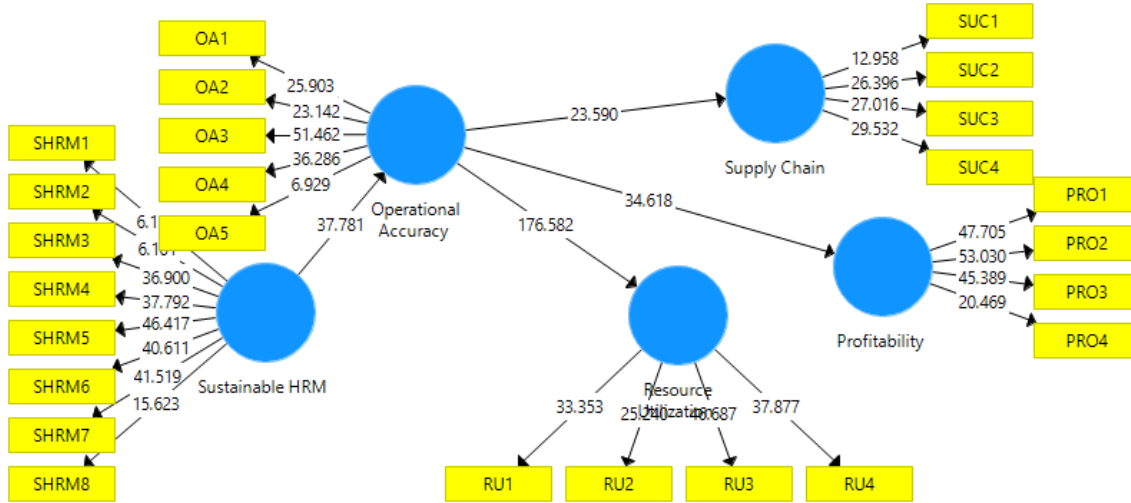 SUC1
OA1
12.958
SUC2
25.903
26.396
OA2
23.142
23.590
27.016
SUC3
OA3
51.462
29.532
SHRM1
36.286
SUC4
OA4
Supply Chain
6.929
SHRM2
Operational
Accuracy
34.618
PRO1
OA5
37.781
176.582
47.705
SHRM3
36.900
53.030
PRO2
SHRM4
37.792
45.389
PRO3
46.417
20.469
SHRM5
40.611
Profitability
PRO4
41.519
Sustainable HRM
SHRM6
15.623
Resource
33.353
37.877
SHRM7
SHRM8
RU1
RU2
RU3
RU4